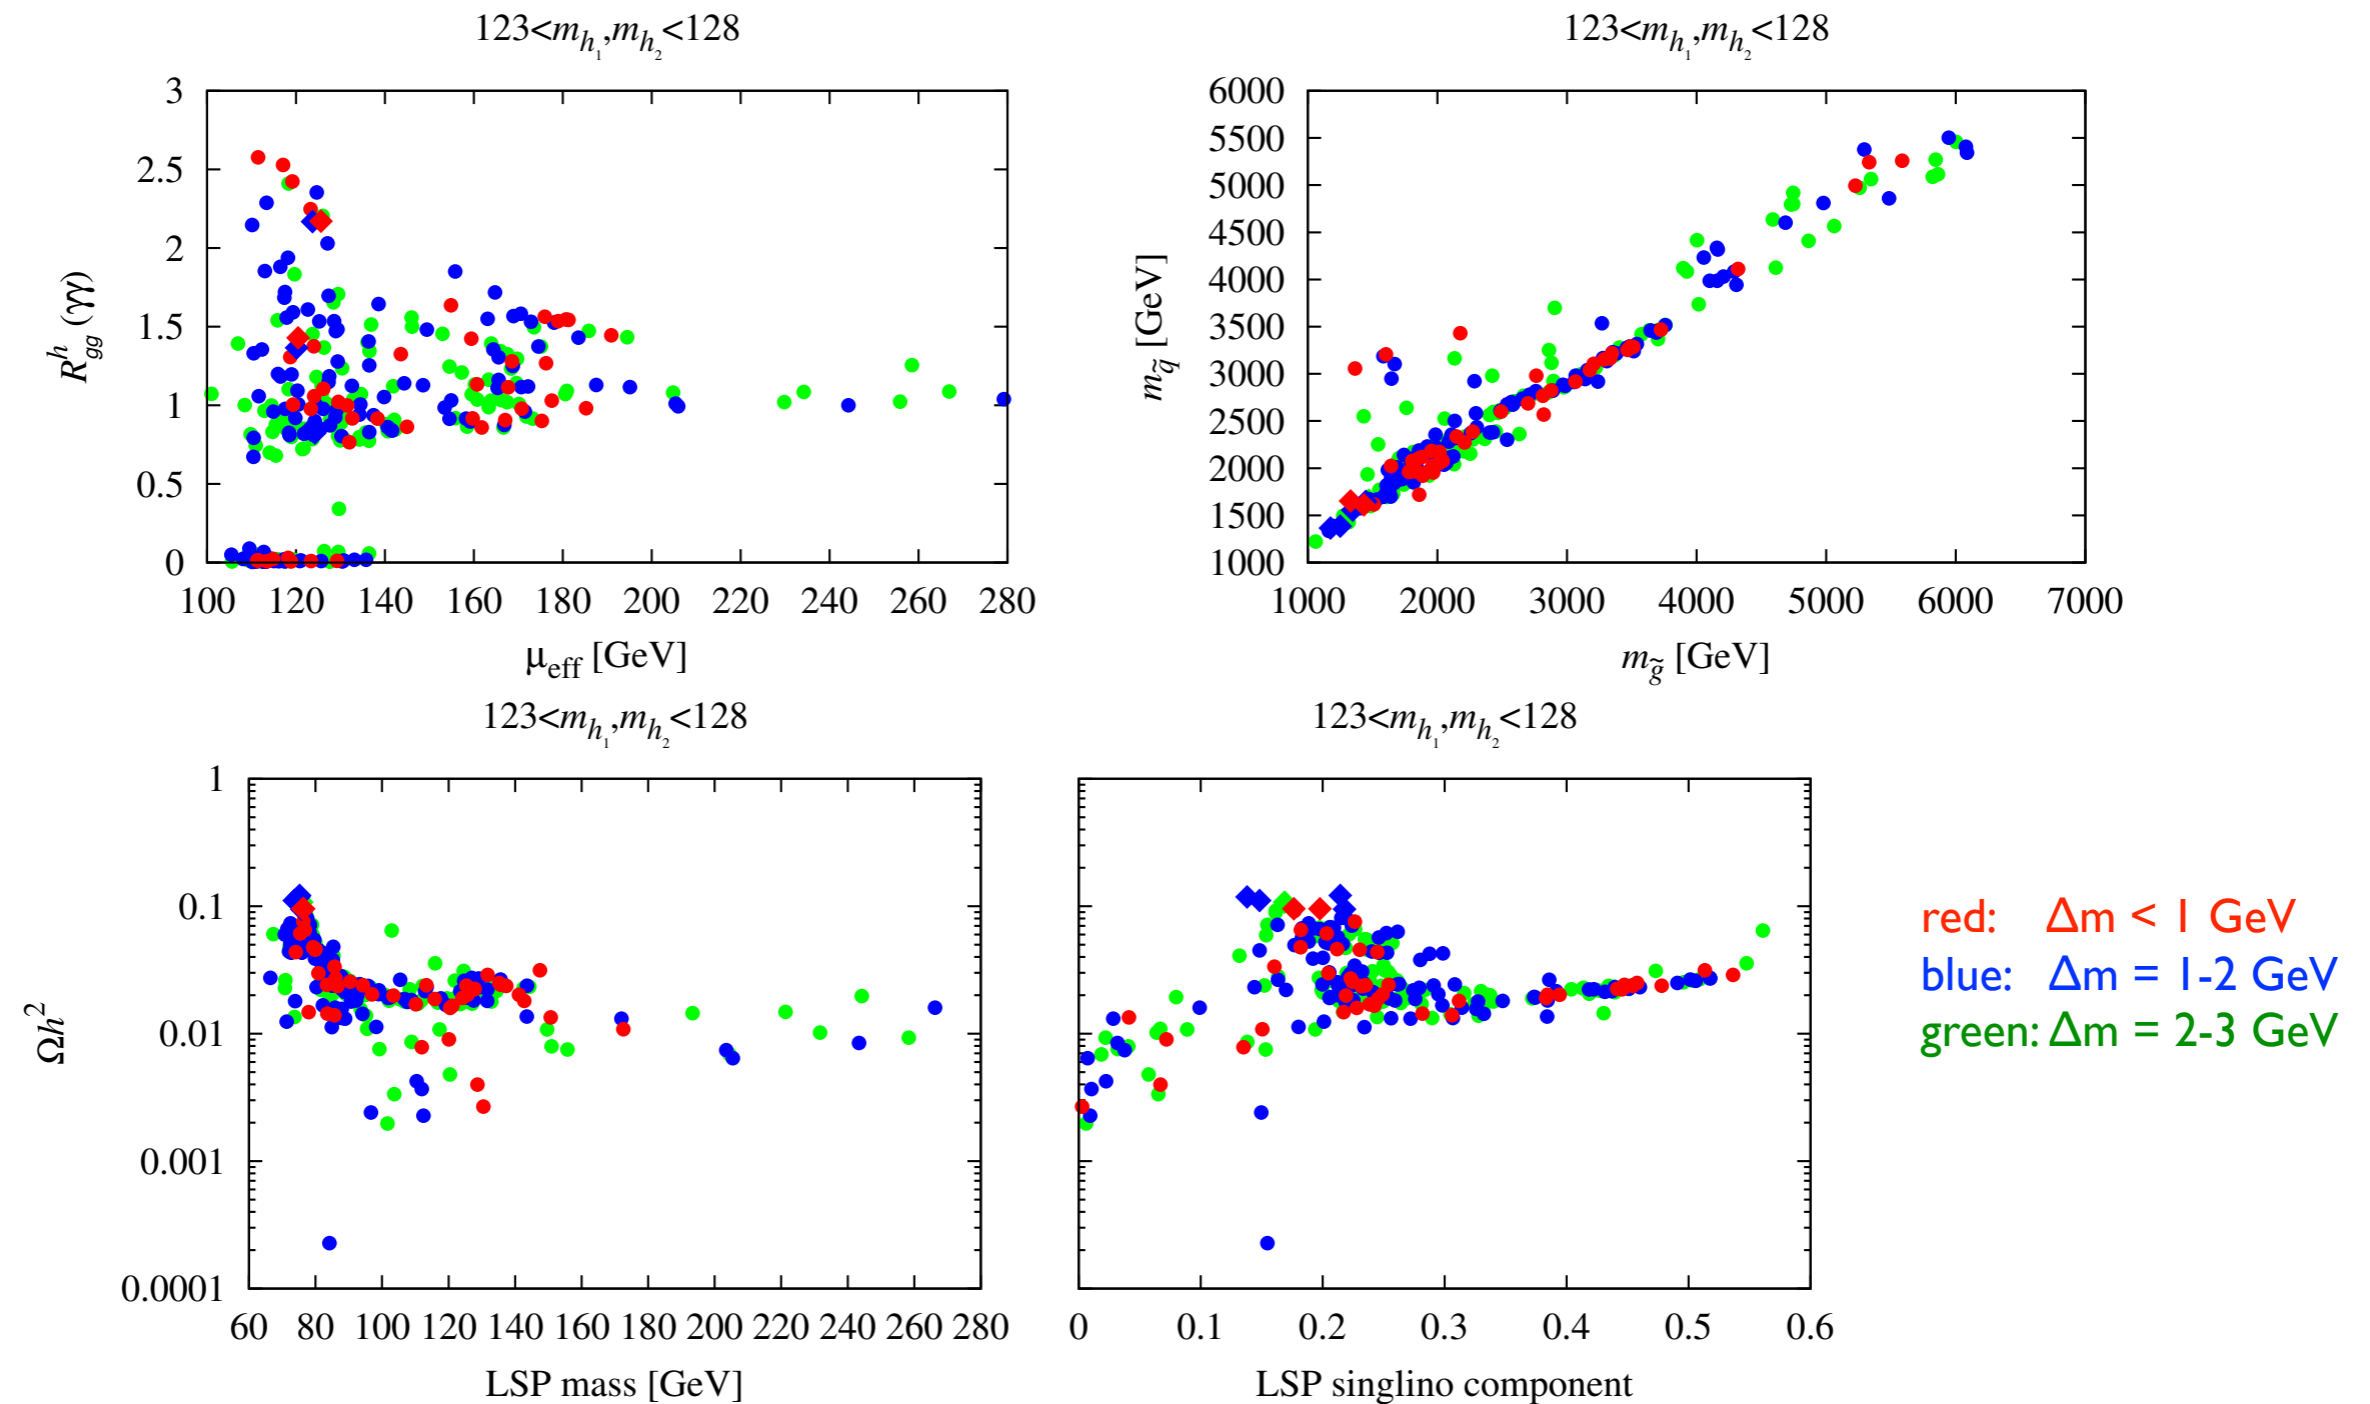 123<m_h₁,m_h₂<128
3
2.5
2
1.5
1
0.5
0
R^h_gg (γγ)
100 120 140 160 180 200 220 240 260 280
μ_eff [GeV]
123<m_h₁,m_h₂<128
6000
5500
5000
4500
4000
3500
3000
2500
2000
1500
1000
m_q̃ [GeV]
1000 2000 3000 4000 5000 6000 7000
m_g̃ [GeV]
123<m_h₁,m_h₂<128
1
0.1
0.01
0.001
0.0001
Ωh²
60 80 100 120 140 160 180 200 220 240 260 280
LSP mass [GeV]
123<m_h₁,m_h₂<128
0 0.1 0.2 0.3 0.4 0.5 0.6
LSP singlino component
red: Δm < 1 GeV
blue: Δm = 1-2 GeV
green: Δm = 2-3 GeV